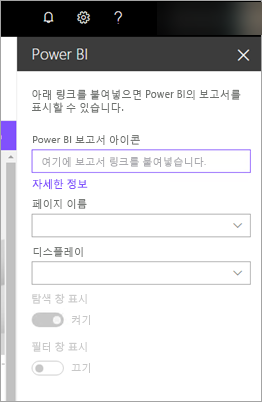 Power BI
아래 링크를 붙여넣으면 Power BI의 보고서를
표시할 수 있습니다.
Power BI 보고서 아이콘
여기에 보고서 링크를 붙여넣습니다.
자세한 정보
페이지 이름
디스플레이
탐색 창 표시
켜기
필터 창 표시
끄기